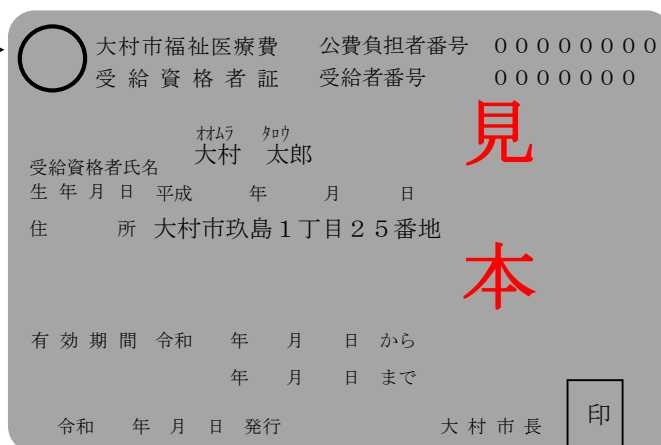 大村市福祉医療費 公費負担者番号 ００００００００
受給資格者証 受給者番号 ０００００００
見
オオムラ タロウ
受給資格者氏名 大村 太郎
生年月日 平成 年 月 日
住所 大村市玖島１丁目２５番地
本
有効期間 令和 年 月 日 から
年 月 日 まで
令和 年 月 日 発行 大村市長 印